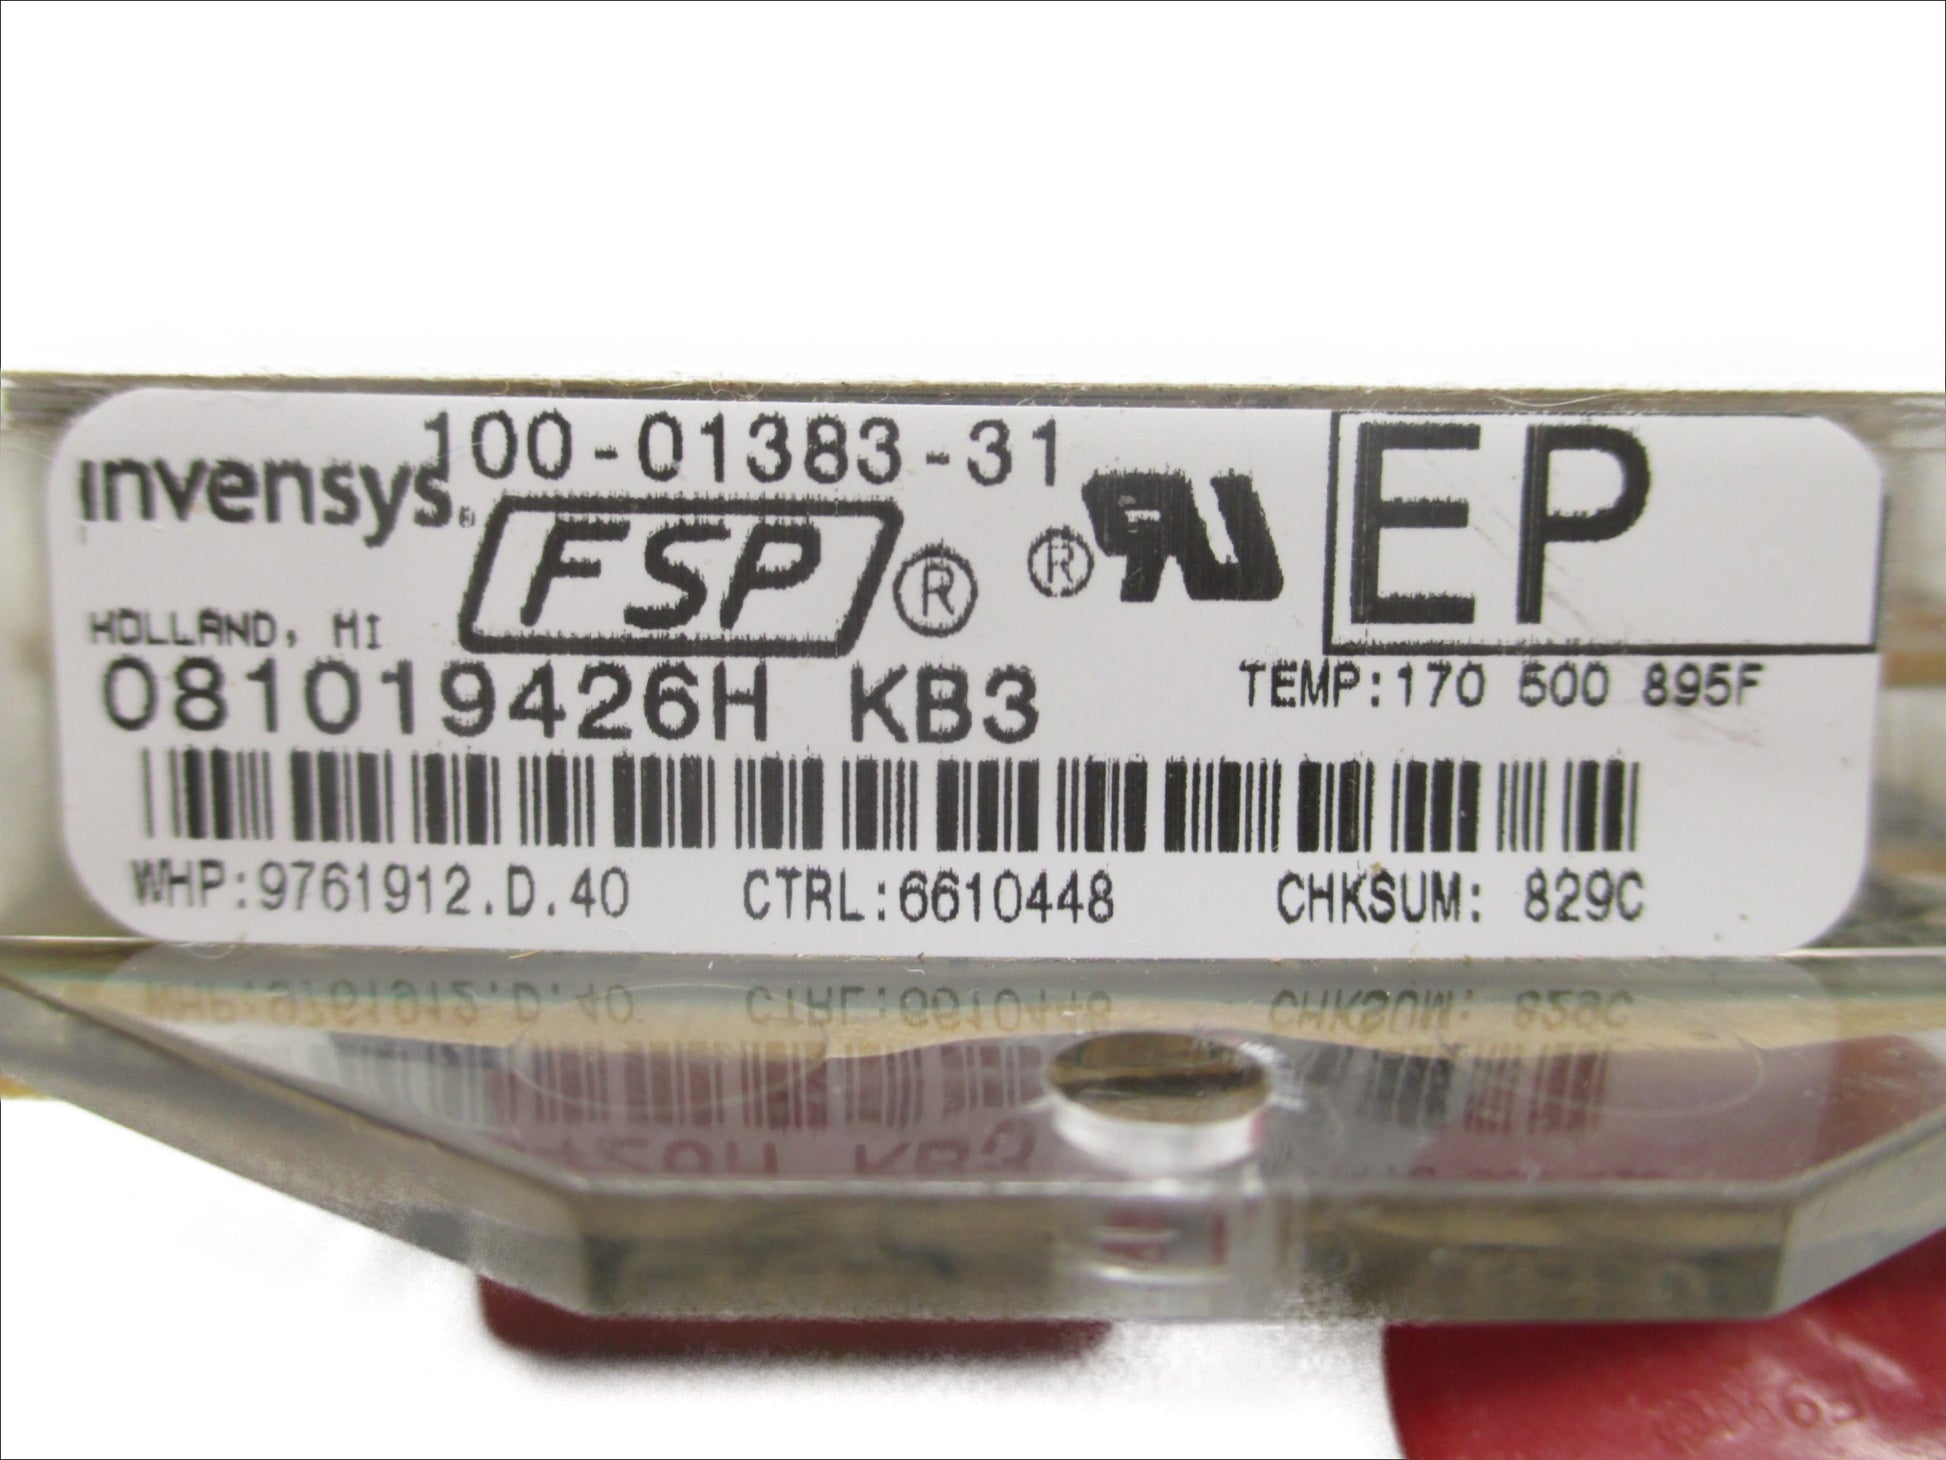 100-01383-31
invensys®
FSP® ®
EP
HOLLAND, MI
081019426H KB3
TEMP:170 500 895F
WHP:9761912.D.40 CTRL:6610448 CHKSUM: 829C